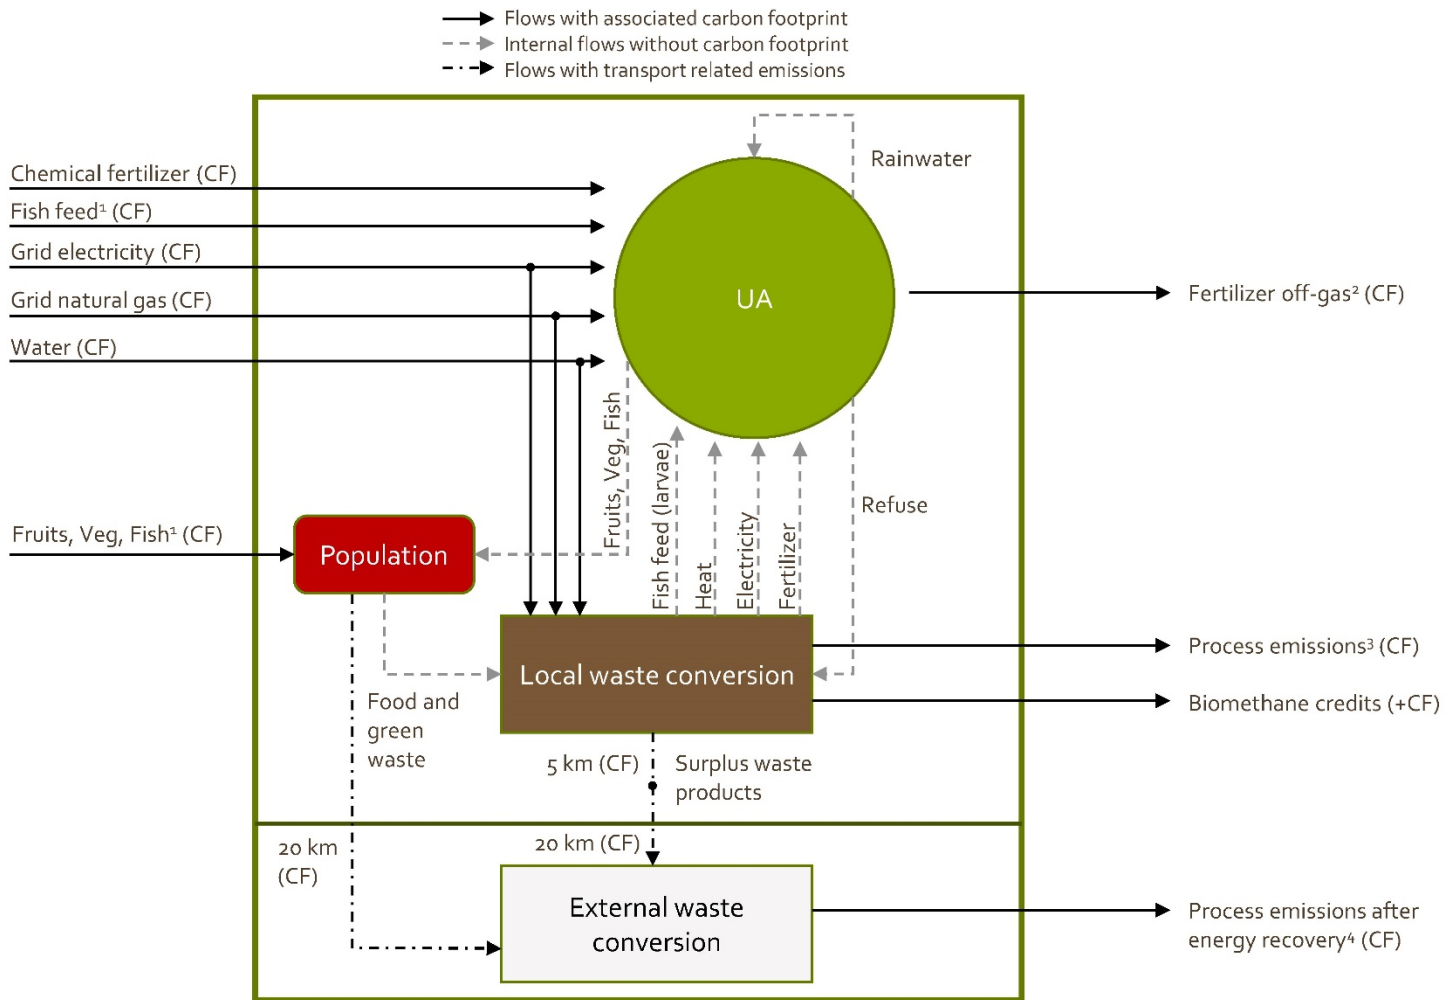 Flows with associated carbon footprint
Internal flows without carbon footprint
Flows with transport related emissions
Chemical fertilizer (CF)
Fish feed¹ (CF)
Grid electricity (CF)
Grid natural gas (CF)
Water (CF)
Rainwater
UA
Fertilizer off-gas² (CF)
Fruits, Veg, Fish
Fish feed (larvae)
Heat
Electricity
Fertilizer
Refuse
Fruits, Veg, Fish¹ (CF)
Population
Local waste conversion
Process emissions³ (CF)
Biomethane credits (+CF)
Food and
green
waste
5 km (CF)
Surplus waste
products
20 km
(CF)
20 km (CF)
External waste
conversion
Process emissions after
energy recovery⁴ (CF)